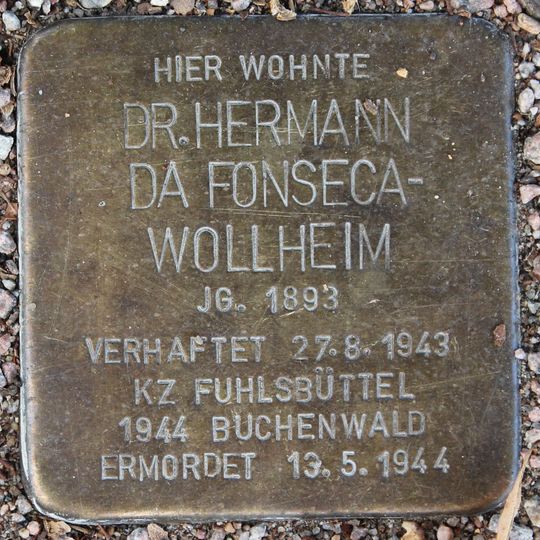 HIER WOHNTE
DR. HERMANN
DA FONSECA-
WOLLHEIM
JG. 1893
VERHAFTET 27.8.1943
KZ FUHLSBÜTTEL
1944 BUCHENWALD
ERMORDET 13.5.1944